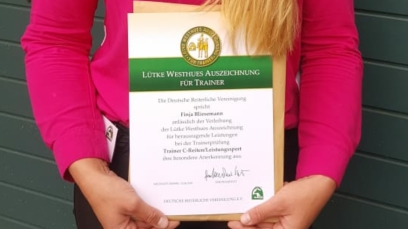 LÜTKE WESTHUES AUSZEICHNUNG
FÜR TRAINER
Die Deutsche Reiterliche Vereinigung
spricht
Finja Bliesemann
anlässlich der Verleihung
der Lütke Westhues Auszeichnung
für herausragende Leistungen
bei der Trainerprüfung
Trainer C-Reiten/Leistungssport
ihre besondere Anerkennung aus.
DEUTSCHE REITERLICHE VEREINIGUNG E.V.